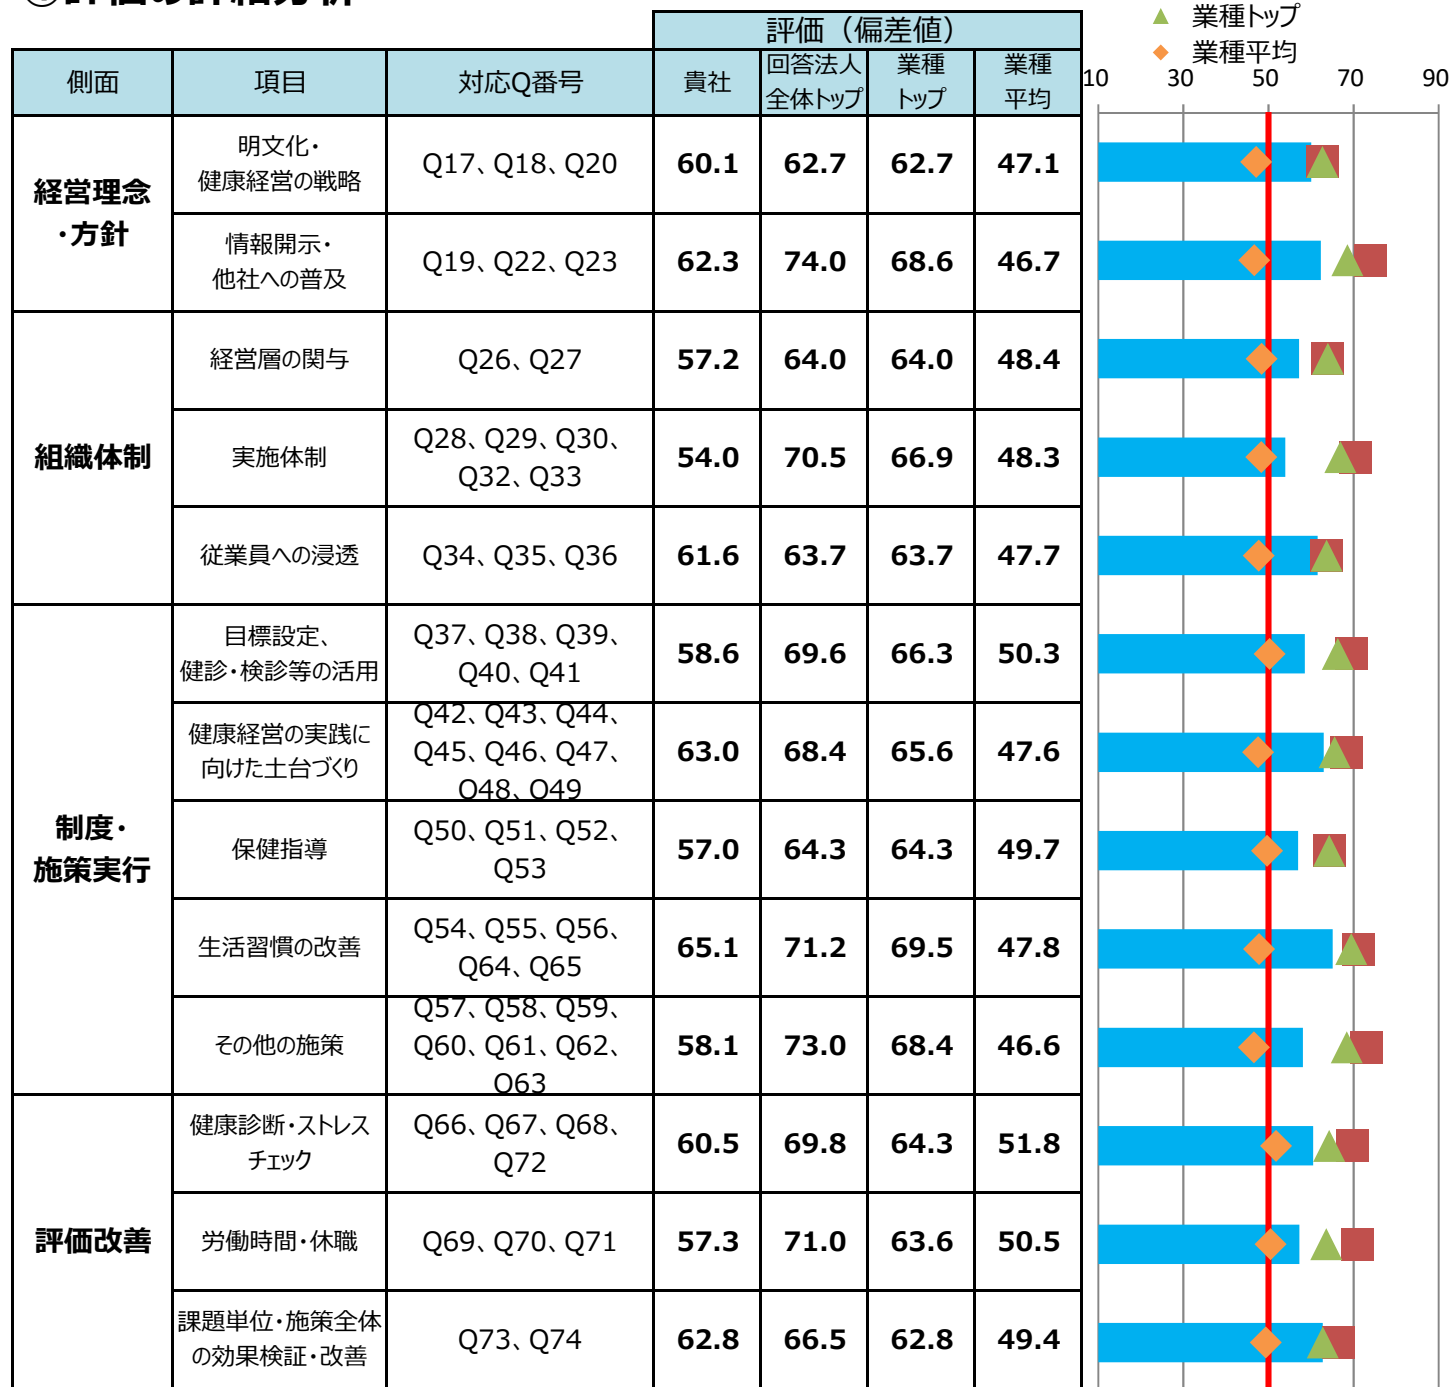 ①評価の詳細分析
▲ 業種トップ
◆ 業種平均
評価（偏差値）
側面 項目 対応Q番号 貴社 回答法人 全体トップ 業種 トップ 業種 平均
10 30 50 70 90
経営理念
・方針
明文化・
健康経営の戦略
Q17、Q18、Q20 60.1 62.7 62.7 47.1
情報開示・
他社への普及
Q19、Q22、Q23 62.3 74.0 68.6 46.7
組織体制
経営層の関与 Q26、Q27 57.2 64.0 64.0 48.4
実施体制
Q28、Q29、Q30、
Q32、Q33
54.0 70.5 66.9 48.3
従業員への浸透 Q34、Q35、Q36 61.6 63.7 63.7 47.7
制度・
施策実行
目標設定、
健診・検診等の活用
Q37、Q38、Q39、
Q40、Q41
58.6 69.6 66.3 50.3
健康経営の実践に
向けた土台づくり
Q42、Q43、Q44、
Q45、Q46、Q47、
Q48、Q49
63.0 68.4 65.6 47.6
保健指導
Q50、Q51、Q52、
Q53
57.0 64.3 64.3 49.7
生活習慣の改善
Q54、Q55、Q56、
Q64、Q65
65.1 71.2 69.5 47.8
その他の施策
Q57、Q58、Q59、
Q60、Q61、Q62、
Q63
58.1 73.0 68.4 46.6
評価改善
健康診断・ストレス
チェック
Q66、Q67、Q68、
Q72
60.5 69.8 64.3 51.8
労働時間・休職 Q69、Q70、Q71 57.3 71.0 63.6 50.5
課題単位・施策全体
の効果検証・改善
Q73、Q74 62.8 66.5 62.8 49.4